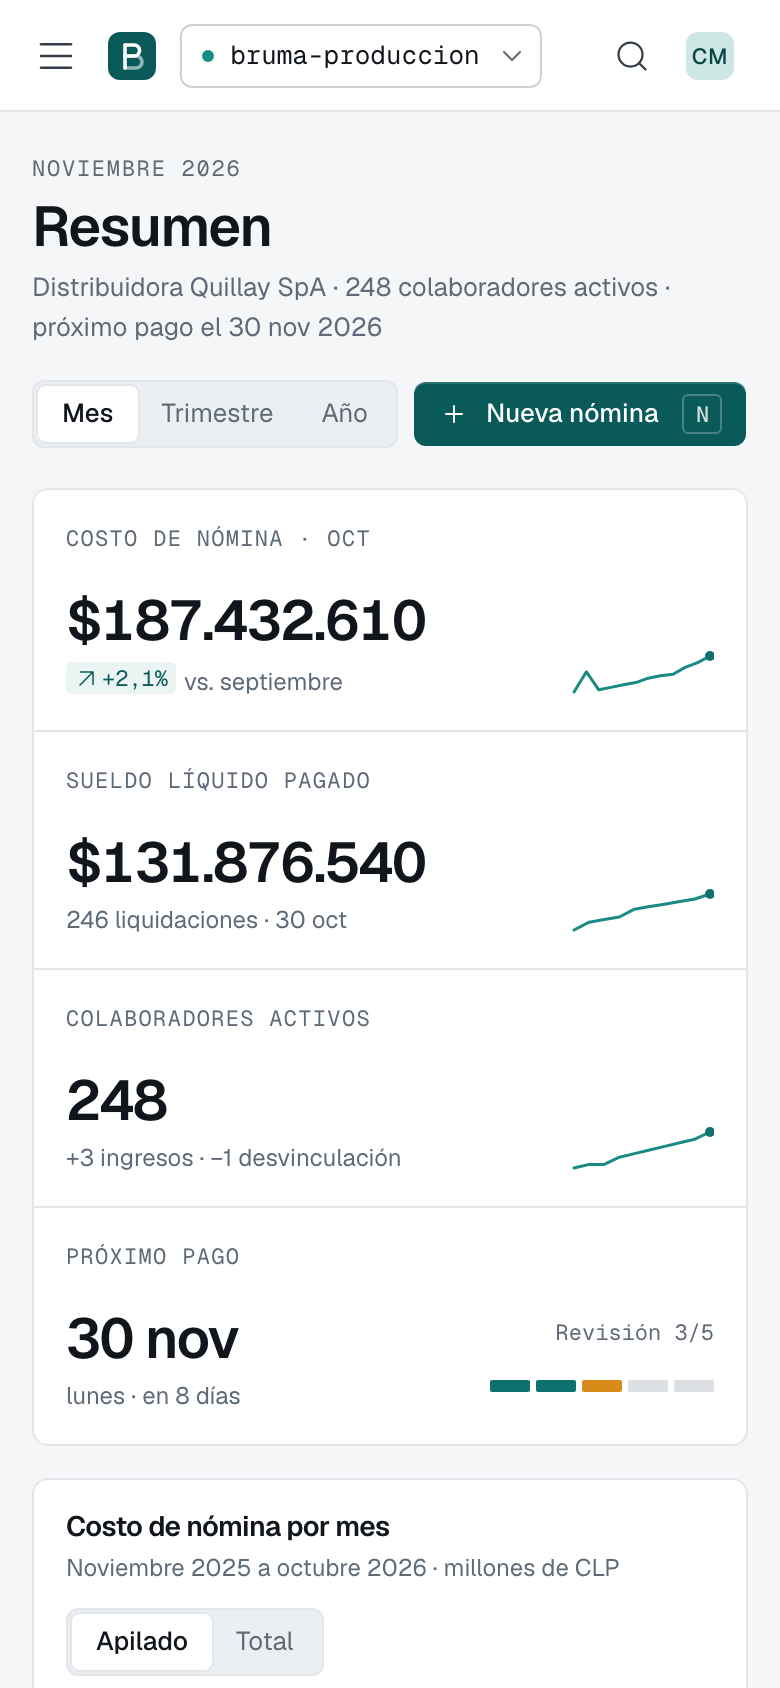 B bruma-produccion CM
NOVIEMBRE 2026
Resumen
Distribuidora Quillay SpA · 248 colaboradores activos ·
próximo pago el 30 nov 2026
Mes Trimestre Año + Nueva nómina N
COSTO DE NÓMINA · OCT
$187.432.610
+2,1% vs. septiembre
SUELDO LÍQUIDO PAGADO
$131.876.540
246 liquidaciones · 30 oct
COLABORADORES ACTIVOS
248
+3 ingresos · −1 desvinculación
PRÓXIMO PAGO
30 nov
Revisión 3/5
lunes · en 8 días
Costo de nómina por mes
Noviembre 2025 a octubre 2026 · millones de CLP
Apilado Total